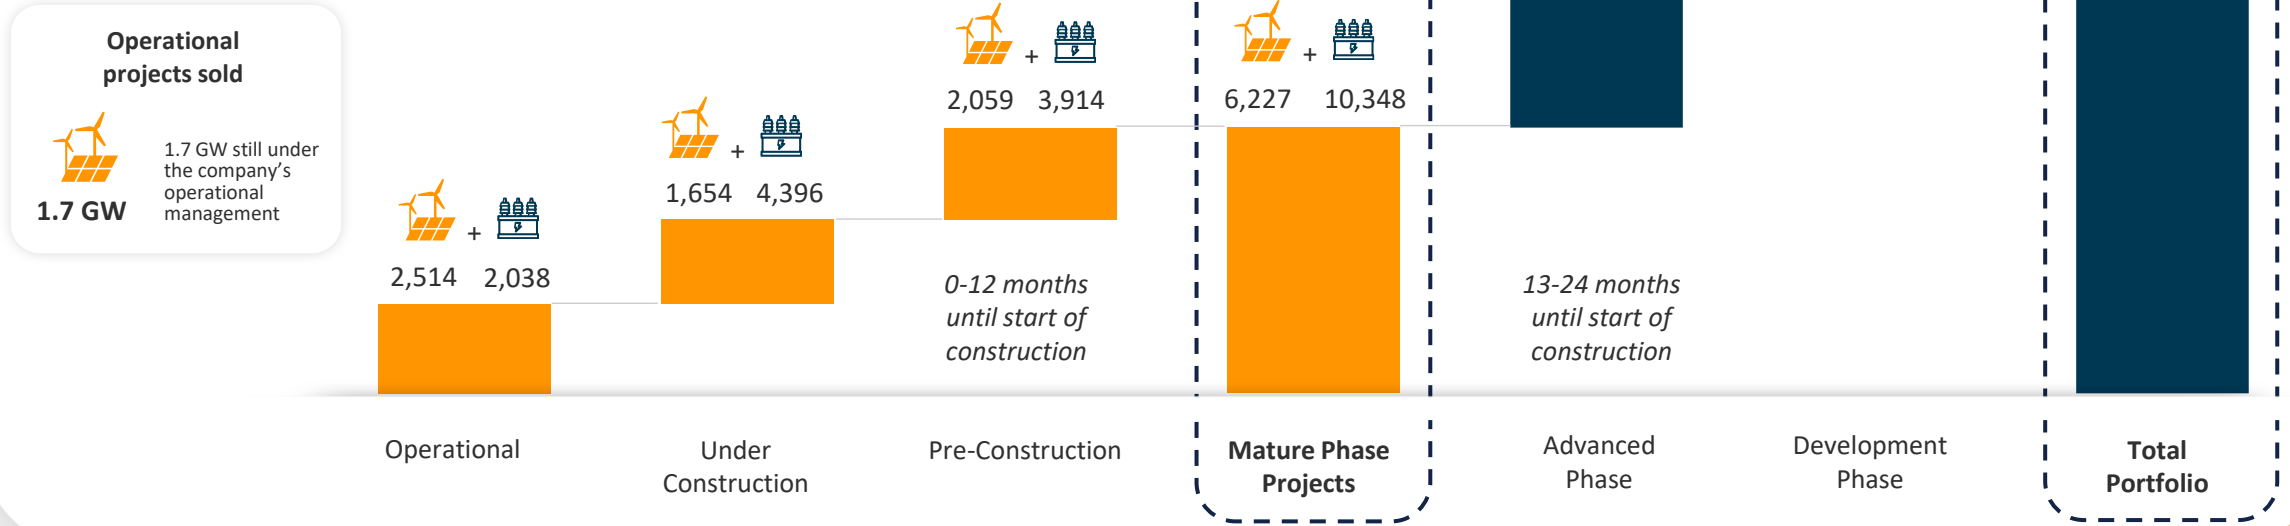 Operational
projects sold
1.7 GW
1.7 GW still under
the company's
operational
management
2,514 + 2,038
1,654 + 4,396
2,059 + 3,914
6,227 + 10,348
0-12 months
until start of
construction
13-24 months
until start of
construction
Operational
Under
Construction
Pre-Construction
Mature Phase
Projects
Advanced
Phase
Development
Phase
Total
Portfolio